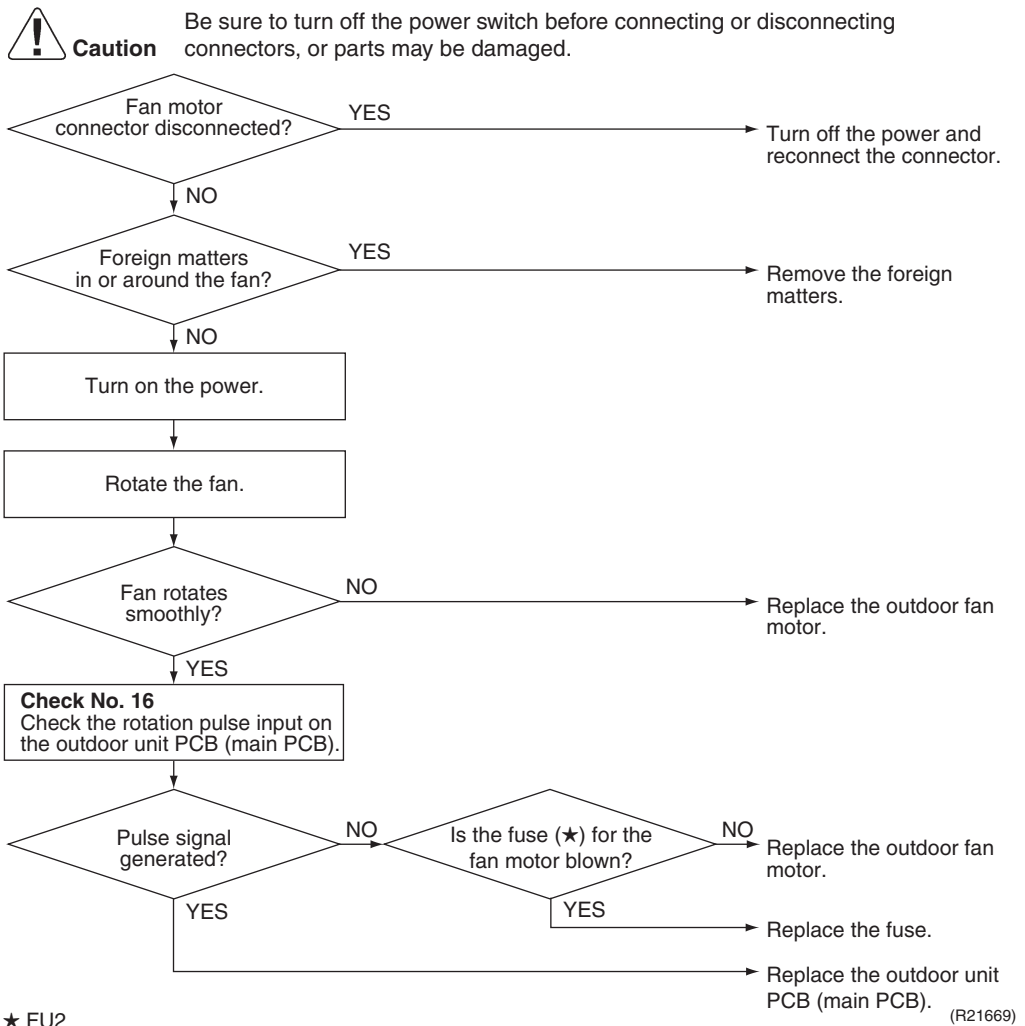 Be sure to turn off the power switch before connecting or disconnecting
Caution connectors, or parts may be damaged.
Fan motor
connector disconnected?
YES
Turn off the power and
reconnect the connector.
NO
Foreign matters
in or around the fan?
YES
Remove the foreign
matters.
NO
Turn on the power.
Rotate the fan.
Fan rotates
smoothly?
NO
Replace the outdoor fan
motor.
YES
Check No. 16
Check the rotation pulse input on
the outdoor unit PCB (main PCB).
Pulse signal
generated?
NO
Is the fuse (★) for the
fan motor blown?
NO
Replace the outdoor fan
motor.
YES
YES
Replace the fuse.
Replace the outdoor unit
PCB (main PCB).
(R21669)
★ FU2